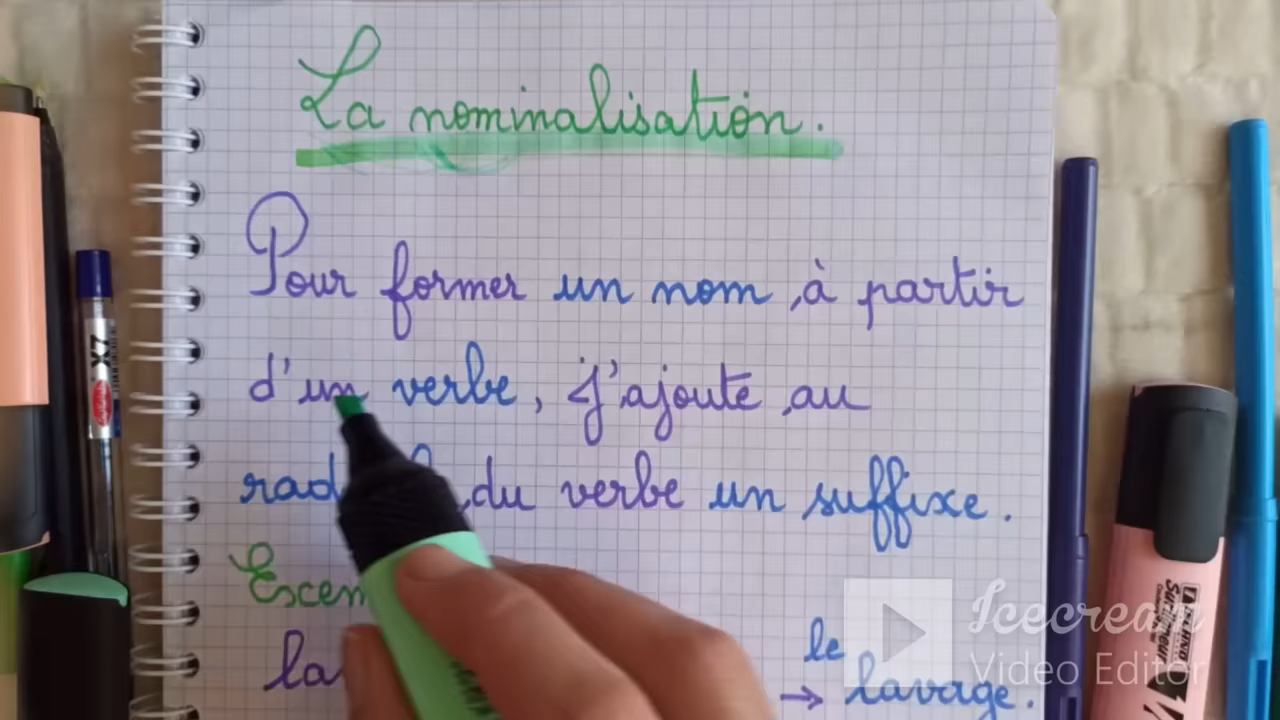 La nominalisation.
Pour former un nom, à partir
d'un verbe, j'ajoute au
du verbe un suffixe.
le
→ lavage.
Icecream
Video Editor